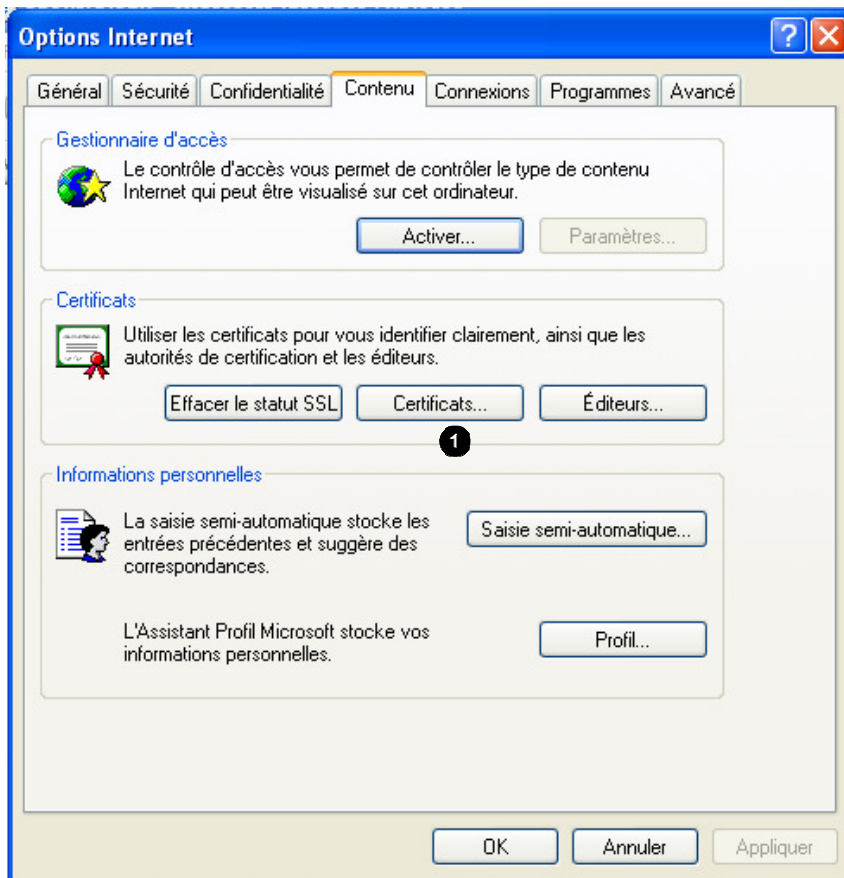 Options Internet
Général Sécurité Confidentialité Contenu Connexions Programmes Avancé
Gestionnaire d'accès
Le contrôle d'accès vous permet de contrôler le type de contenu
Internet qui peut être visualisé sur cet ordinateur.
Activer... Paramètres...
Certificats
Utiliser les certificats pour vous identifier clairement, ainsi que les
autorités de certification et les éditeurs.
Effacer le statut SSL Certificats... Éditeurs...
1
Informations personnelles
La saisie semi-automatique stocke les
entrées précédentes et suggère des
correspondances.
Saisie semi-automatique...
L'Assistant Profil Microsoft stocke vos
informations personnelles.
Profil...
OK Annuler Appliquer